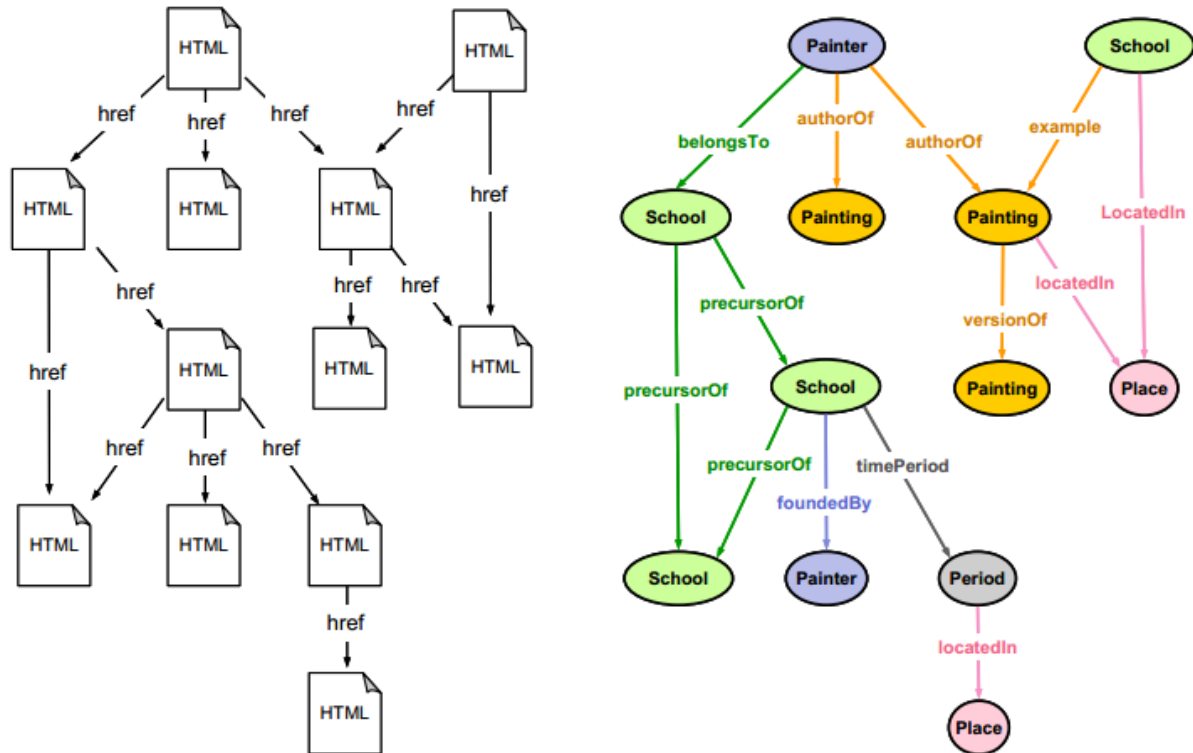 HTML
HTML
href
href
href
href
HTML
HTML
HTML
href
href
href
href
HTML
HTML
HTML
href
href
href
href
HTML
HTML
HTML
href
HTML
Painter
School
belongsTo
authorOf
authorOf
example
School
Painting
Painting
LocatedIn
precursorOf
locatedIn
versionOf
precursorOf
School
Painting
Place
precursorOf
timePeriod
foundedBy
School
Painter
Period
locatedIn
Place